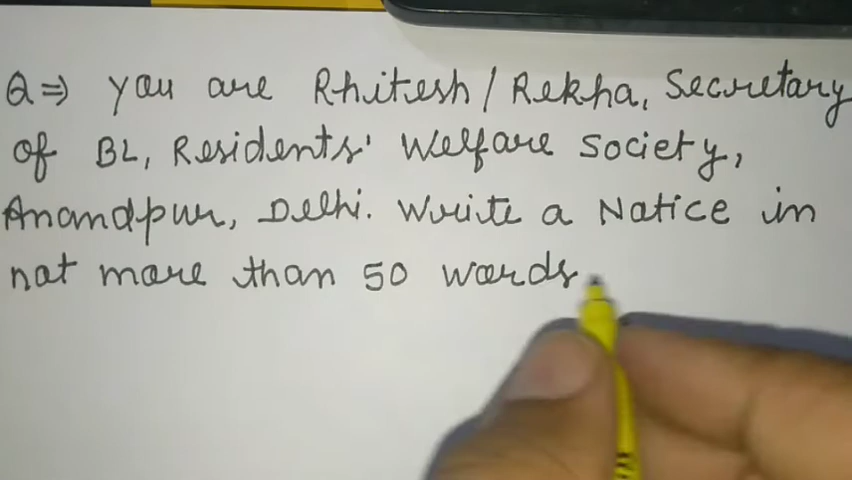 Q⇒ you are Rhitesh/Rekha, Secretary
of BL, Residents' Welfare Society,
Anandpur, Delhi. Write a Notice in
not more than 50 words